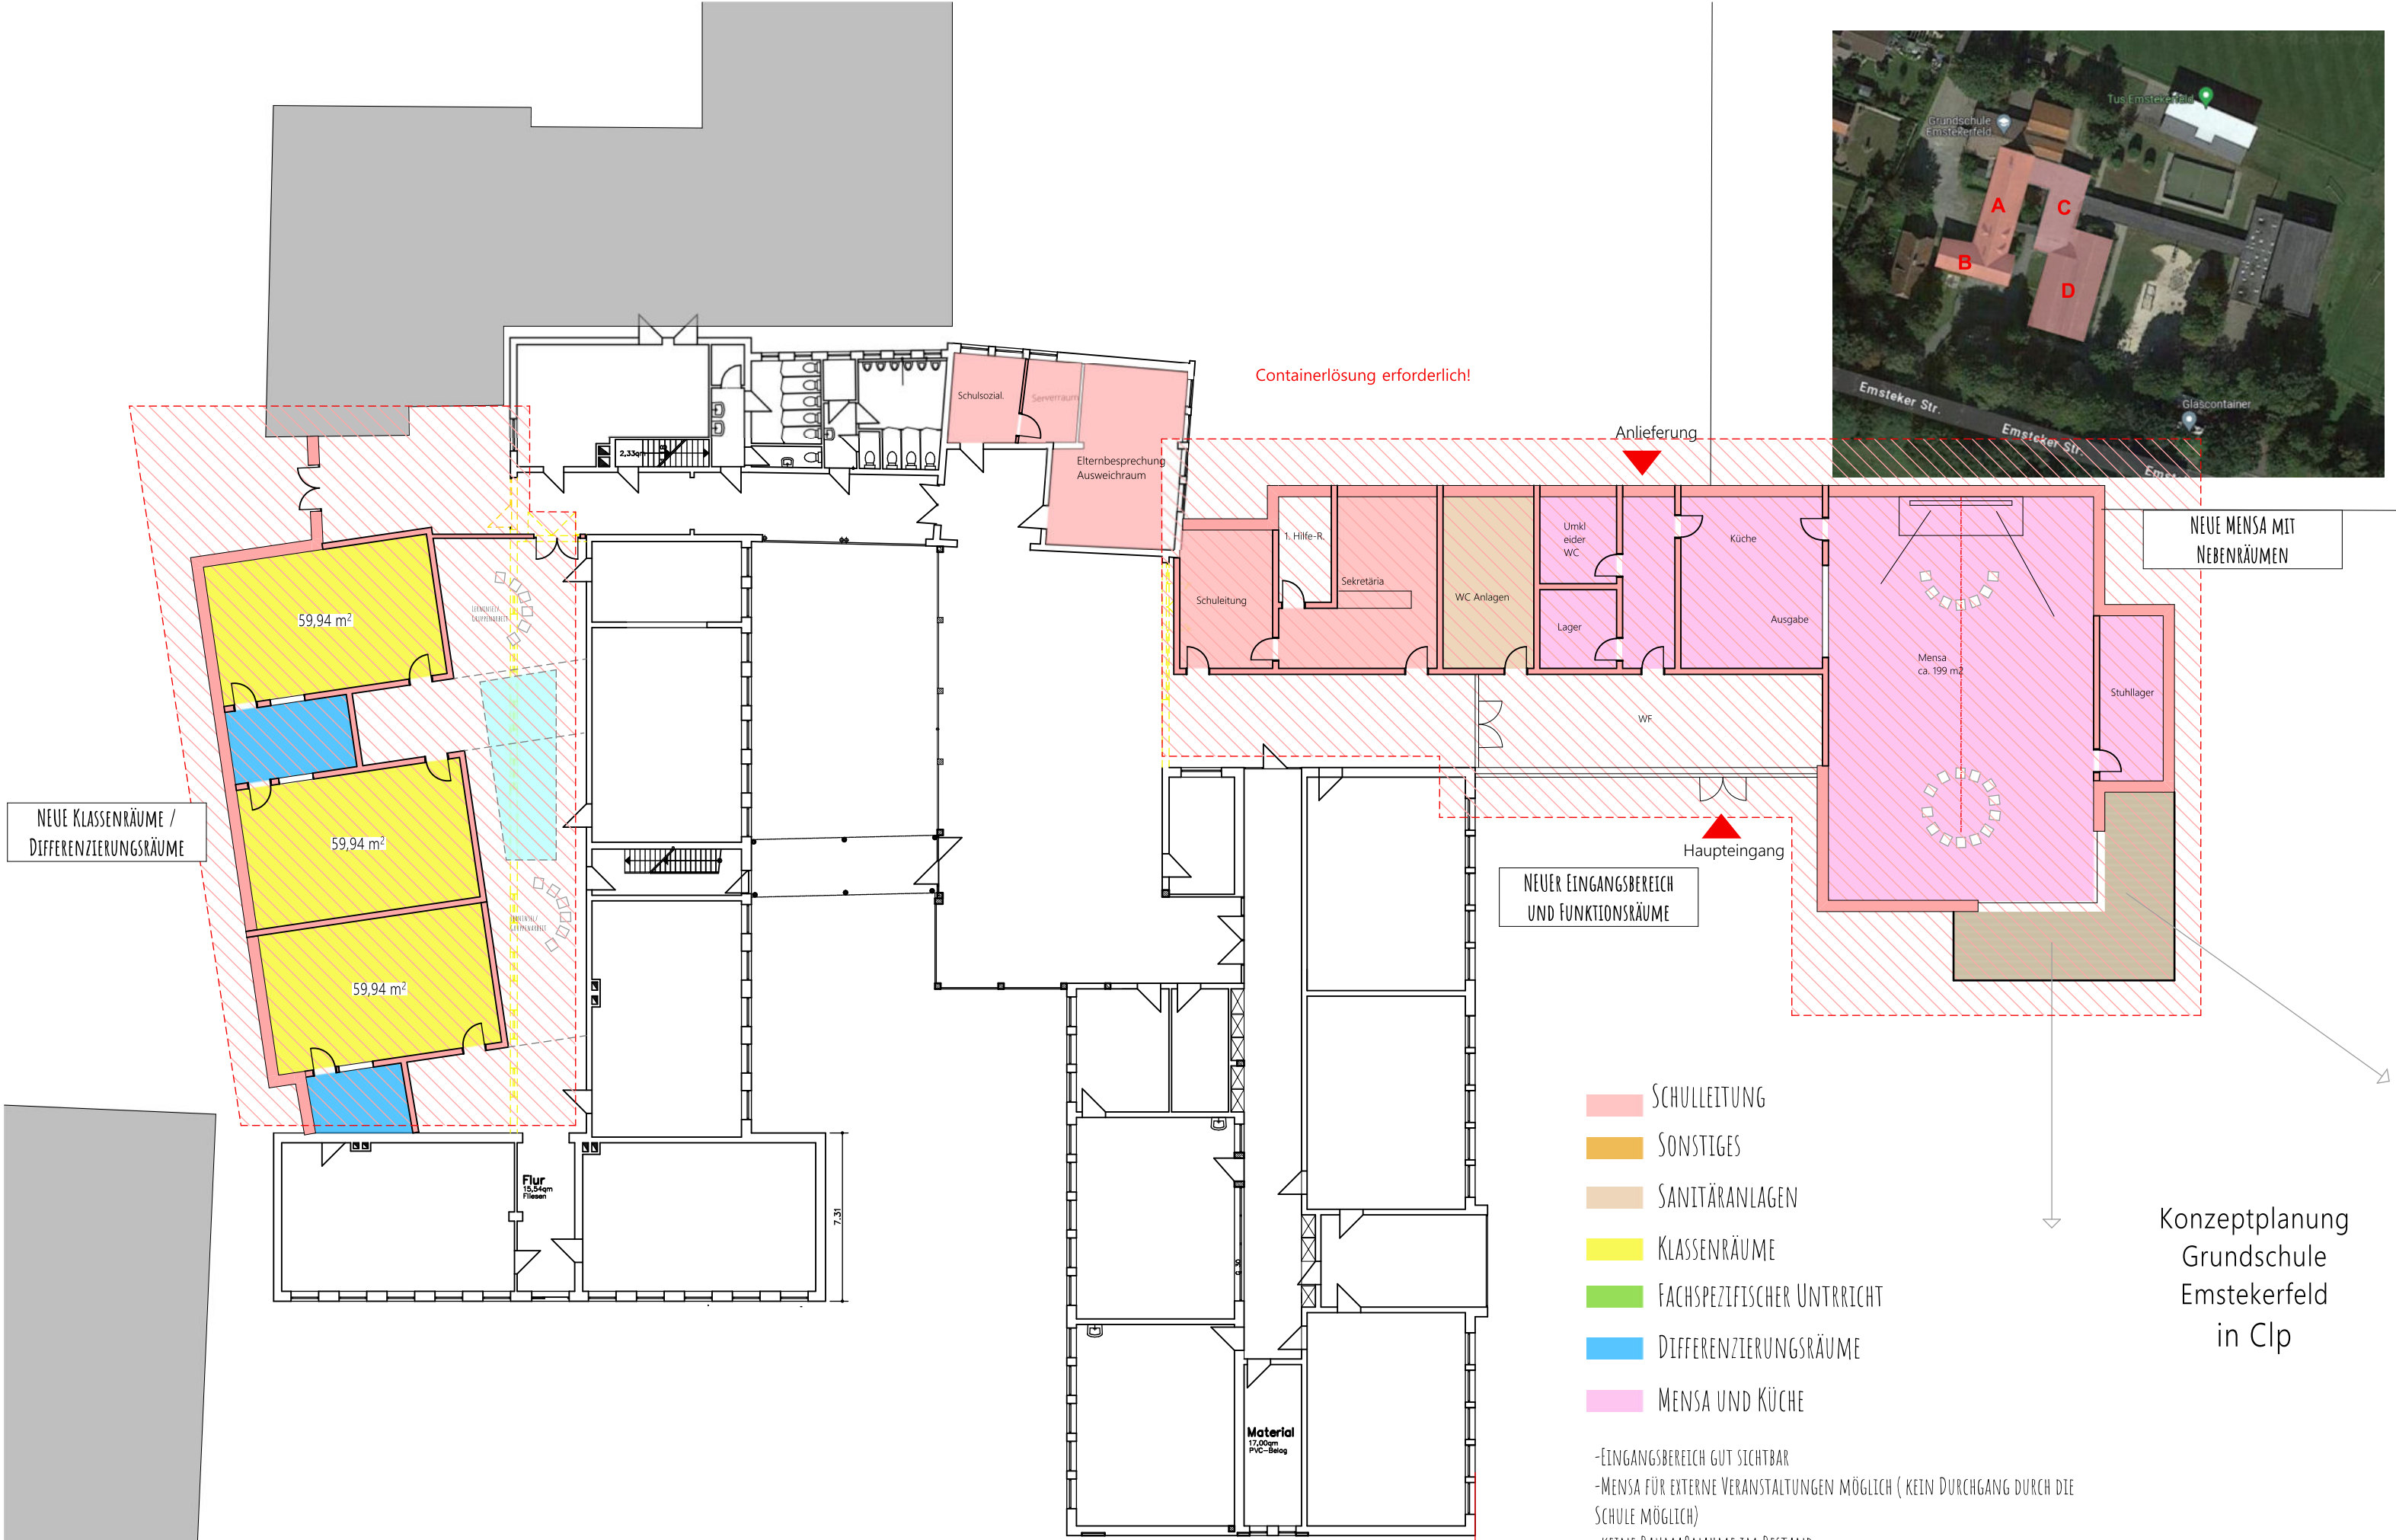 Tus Emstekerfeld
Grundschule
Emstekerfeld
A
C
B
D
Emsteker Str.
Emsteker Str.
Glascontainer
Containerlösung erforderlich!
Anlieferung
Schulsozial.
Serverraum
2,33qm
Elternbesprechung
Ausweichraum
NEUE MENSA MIT
NEBENRÄUMEN
1. Hilfe-R.
Umkl
eider
WC
Küche
Sekretäria
Schuleitung
WC Anlagen
Lager
Ausgabe
Mensa
ca. 199 m2
Stuhllager
WF
59,94 m²
LERNINSEL/
GRUPPENARBEIT
NEUE KLASSENRÄUME /
DIFFERENZIERUNGSRÄUME
59,94 m²
Haupteingang
NEUER EINGANGSBEREICH
UND FUNKTIONSRÄUME
LERNINSEL/
GRUPPENARBEIT
59,94 m²
SCHULLEITUNG
SONSTIGES
SANITÄRANLAGEN
KLASSENRÄUME
FACHSPEZIFISCHER UNTRRICHT
DIFFERENZIERUNGSRÄUME
MENSA UND KÜCHE
Flur
15,54qm
Fliesen
7.31
Konzeptplanung
Grundschule
Emstekerfeld
in Clp
Material
17,00qm
PVC-Belag
-EINGANGSBEREICH GUT SICHTBAR
-MENSA FÜR EXTERNE VERANSTALTUNGEN MÖGLICH ( KEIN DURCHGANG DURCH DIE
SCHULE MÖGLICH)